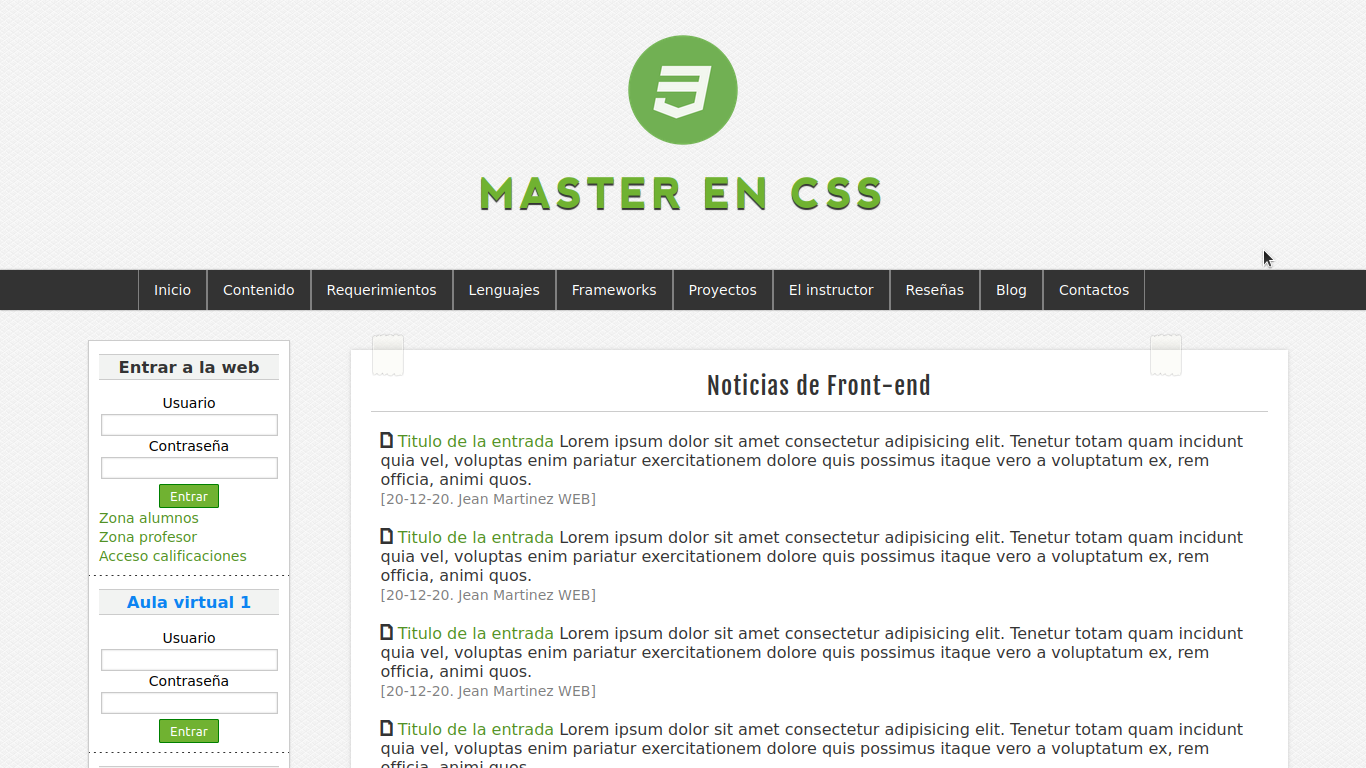 MASTER EN CSS
Inicio Contenido Requerimientos Lenguajes Frameworks Proyectos El instructor Reseñas Blog Contactos
Entrar a la web
Usuario
Contraseña
Entrar
Zona alumnos
Zona profesor
Acceso calificaciones
Aula virtual 1
Usuario
Contraseña
Entrar
Noticias de Front-end
Titulo de la entrada Lorem ipsum dolor sit amet consectetur adipisicing elit. Tenetur totam quam incidunt
quia vel, voluptas enim pariatur exercitationem dolore quis possimus itaque vero a voluptatum ex, rem
officia, animi quos.
[20-12-20. Jean Martinez WEB]
Titulo de la entrada Lorem ipsum dolor sit amet consectetur adipisicing elit. Tenetur totam quam incidunt
quia vel, voluptas enim pariatur exercitationem dolore quis possimus itaque vero a voluptatum ex, rem
officia, animi quos.
[20-12-20. Jean Martinez WEB]
Titulo de la entrada Lorem ipsum dolor sit amet consectetur adipisicing elit. Tenetur totam quam incidunt
quia vel, voluptas enim pariatur exercitationem dolore quis possimus itaque vero a voluptatum ex, rem
officia, animi quos.
[20-12-20. Jean Martinez WEB]
Titulo de la entrada Lorem ipsum dolor sit amet consectetur adipisicing elit. Tenetur totam quam incidunt
quia vel, voluptas enim pariatur exercitationem dolore quis possimus itaque vero a voluptatum ex, rem
officia, animi quos.